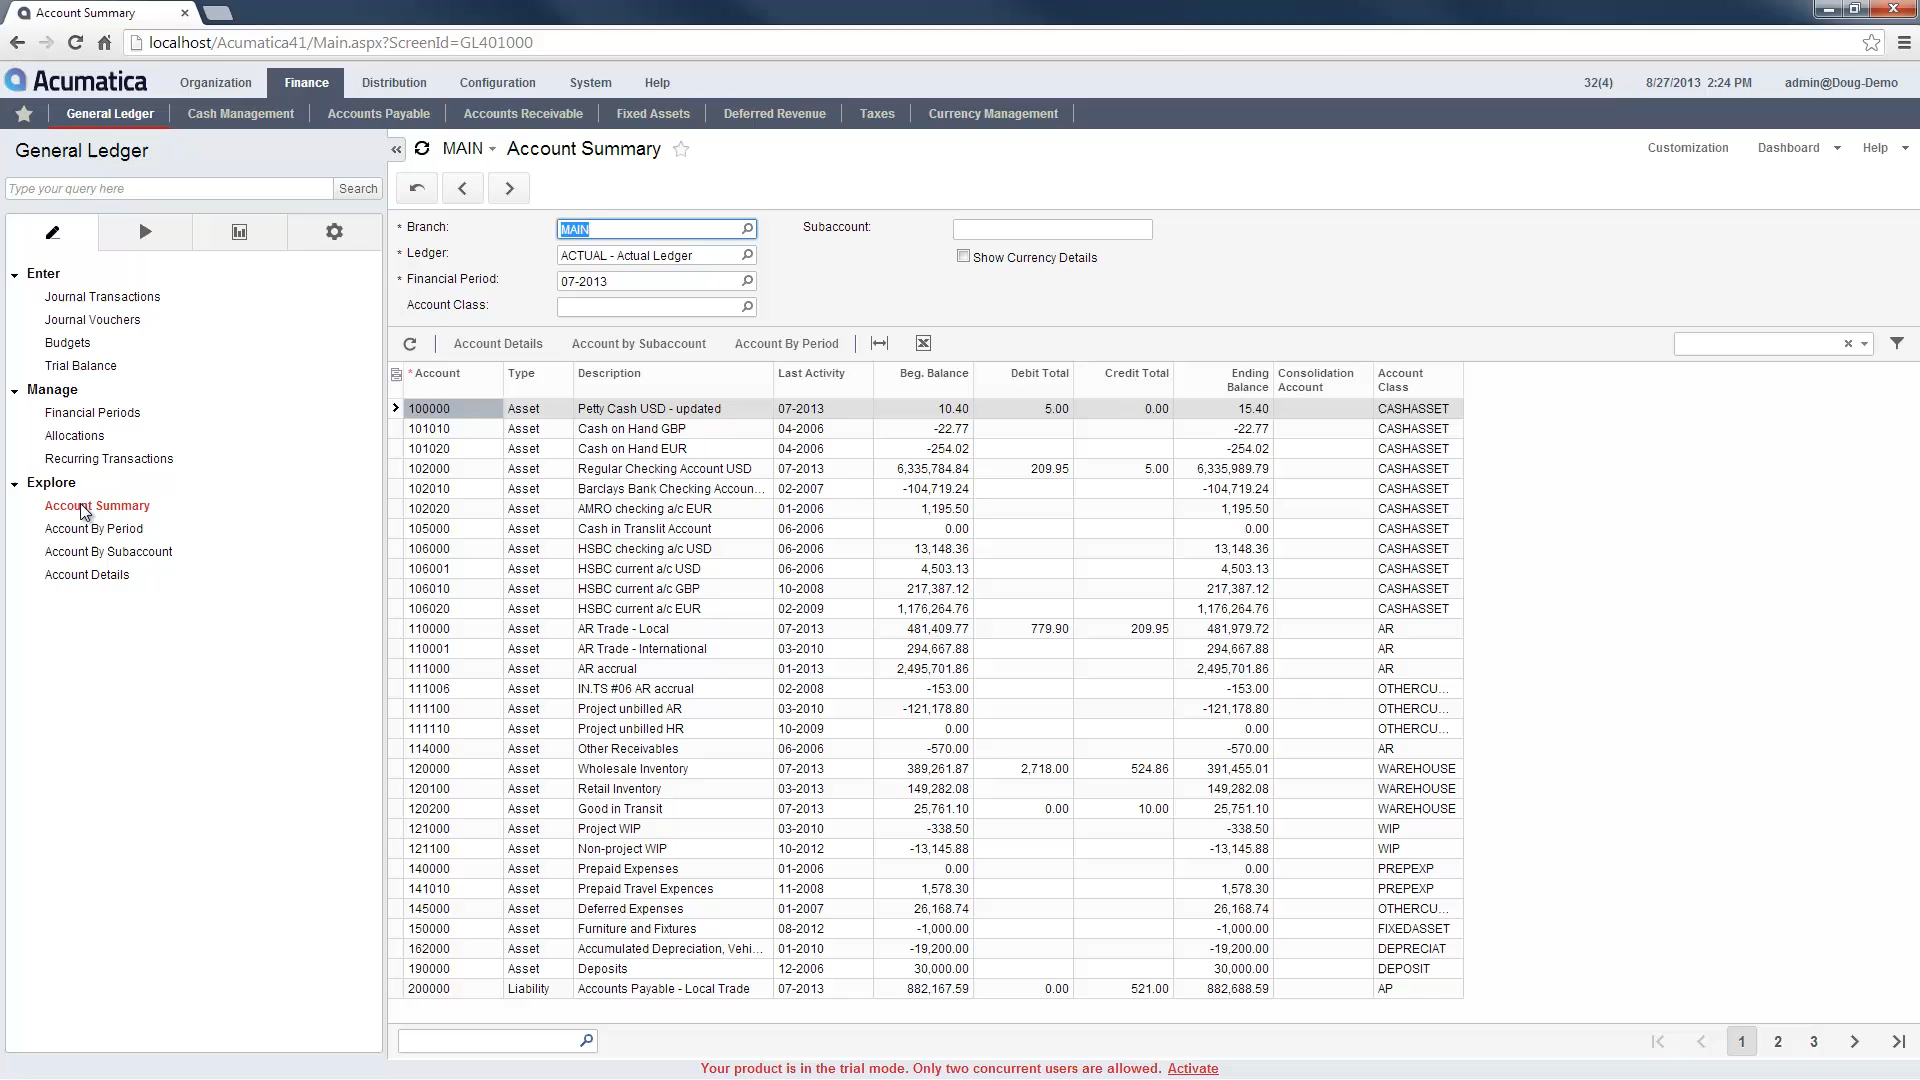 Account Summary
localhost/Acumatica41/Main.aspx?ScreenId=GL401000
Acumatica Organization Finance Distribution Configuration System Help 32(4) 8/27/2013 2:24 PM admin@Doug-Demo
General Ledger Cash Management Accounts Payable Accounts Receivable Fixed Assets Deferred Revenue Taxes Currency Management
General Ledger
Type your query here Search
Enter
Journal Transactions
Journal Vouchers
Budgets
Trial Balance
Manage
Financial Periods
Allocations
Recurring Transactions
Explore
Account Summary
Account By Period
Account By Subaccount
Account Details
MAIN Account Summary Customization Dashboard Help
* Branch: MAIN Subaccount:
* Ledger: ACTUAL - Actual Ledger Show Currency Details
* Financial Period: 07-2013
Account Class:
Account Details Account by Subaccount Account By Period
* Account Type Description Last Activity Beg. Balance Debit Total Credit Total Ending Balance Consolidation Account Account Class
100000 Asset Petty Cash USD - updated 07-2013 10.40 5.00 0.00 15.40 CASHASSET
101010 Asset Cash on Hand GBP 04-2006 -22.77 -22.77 CASHASSET
101020 Asset Cash on Hand EUR 04-2006 -254.02 -254.02 CASHASSET
102000 Asset Regular Checking Account USD 07-2013 6,335,784.84 209.95 5.00 6,335,989.79 CASHASSET
102010 Asset Barclays Bank Checking Accoun... 02-2007 -104,719.24 -104,719.24 CASHASSET
102020 Asset AMRO checking a/c EUR 01-2006 1,195.50 1,195.50 CASHASSET
105000 Asset Cash in Translit Account 06-2006 0.00 0.00 CASHASSET
106000 Asset HSBC checking a/c USD 06-2006 13,148.36 13,148.36 CASHASSET
106001 Asset HSBC current a/c USD 06-2006 4,503.13 4,503.13 CASHASSET
106010 Asset HSBC current a/c GBP 10-2008 217,387.12 217,387.12 CASHASSET
106020 Asset HSBC current a/c EUR 02-2009 1,176,264.76 1,176,264.76 CASHASSET
110000 Asset AR Trade - Local 07-2013 481,409.77 779.90 209.95 481,979.72 AR
110001 Asset AR Trade - International 03-2010 294,667.88 294,667.88 AR
111000 Asset AR accrual 01-2013 2,495,701.86 2,495,701.86 AR
111006 Asset IN.TS #06 AR accrual 02-2008 -153.00 -153.00 OTHERCU...
111100 Asset Project unbilled AR 03-2010 -121,178.80 -121,178.80 OTHERCU...
111110 Asset Project unbilled HR 10-2009 0.00 0.00 OTHERCU...
114000 Asset Other Receivables 06-2006 -570.00 -570.00 AR
120000 Asset Wholesale Inventory 07-2013 389,261.87 2,718.00 524.86 391,455.01 WAREHOUSE
120100 Asset Retail Inventory 03-2013 149,282.08 149,282.08 WAREHOUSE
120200 Asset Good in Transit 07-2013 25,761.10 0.00 10.00 25,751.10 WAREHOUSE
121000 Asset Project WIP 03-2010 -338.50 -338.50 WIP
121100 Asset Non-project WIP 10-2012 -13,145.88 -13,145.88 WIP
140000 Asset Prepaid Expenses 01-2006 0.00 0.00 PREPEXP
141010 Asset Prepaid Travel Expences 11-2008 1,578.30 1,578.30 PREPEXP
145000 Asset Deferred Expenses 01-2007 26,168.74 26,168.74 OTHERCU...
150000 Asset Furniture and Fixtures 08-2012 -1,000.00 -1,000.00 FIXEDASSET
162000 Asset Accumulated Depreciation, Vehi... 01-2010 -19,200.00 -19,200.00 DEPRECIAT
190000 Asset Deposits 12-2006 30,000.00 30,000.00 DEPOSIT
200000 Liability Accounts Payable - Local Trade 07-2013 882,167.59 0.00 521.00 882,688.59 AP
1 2 3
Your product is in the trial mode. Only two concurrent users are allowed. Activate